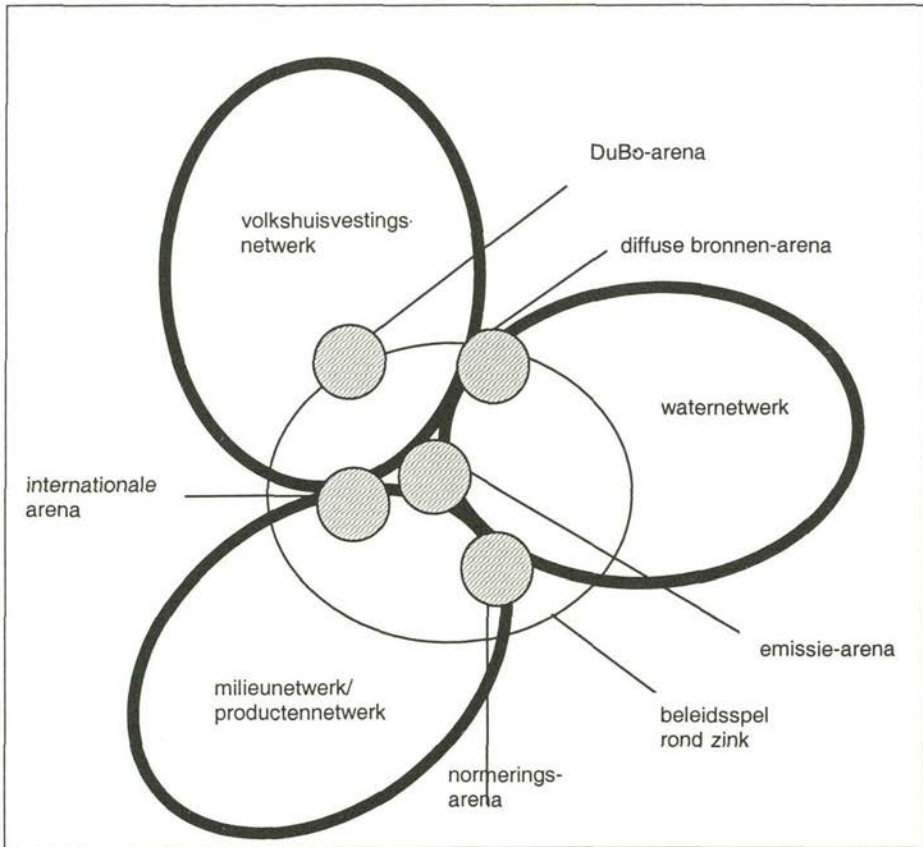 DuBo-arena
volkshuisvestings-
netwerk
diffuse bronnen-arena
waternetwerk
internationale
arena
emissie-arena
milieunetwerk/
productennetwerk
beleidsspel
rond zink
normerings-
arena